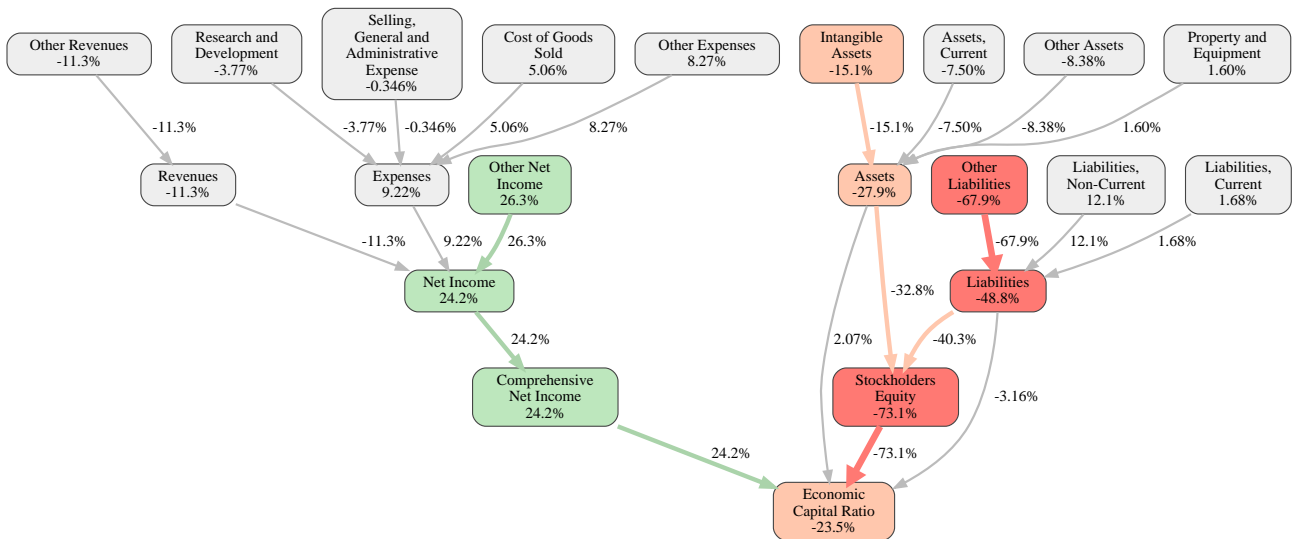 Other Revenues
-11.3%
Research and
Development
-3.77%
Selling,
General and
Administrative
Expense
-0.346%
Cost of Goods
Sold
5.06%
Other Expenses
8.27%
Intangible
Assets
-15.1%
Assets,
Current
-7.50%
Other Assets
-8.38%
Property and
Equipment
1.60%
-11.3%
-3.77%
-0.346%
5.06%
8.27%
-15.1%
-7.50%
-8.38%
1.60%
Revenues
-11.3%
Expenses
9.22%
Other Net
Income
26.3%
Assets
-27.9%
Other
Liabilities
-67.9%
Liabilities,
Non-Current
12.1%
Liabilities,
Current
1.68%
-11.3%
9.22%
26.3%
-67.9%
12.1%
1.68%
Net Income
24.2%
-32.8%
Liabilities
-48.8%
24.2%
2.07%
-40.3%
Comprehensive
Net Income
24.2%
Stockholders
Equity
-73.1%
-3.16%
24.2%
-73.1%
Economic
Capital Ratio
-23.5%